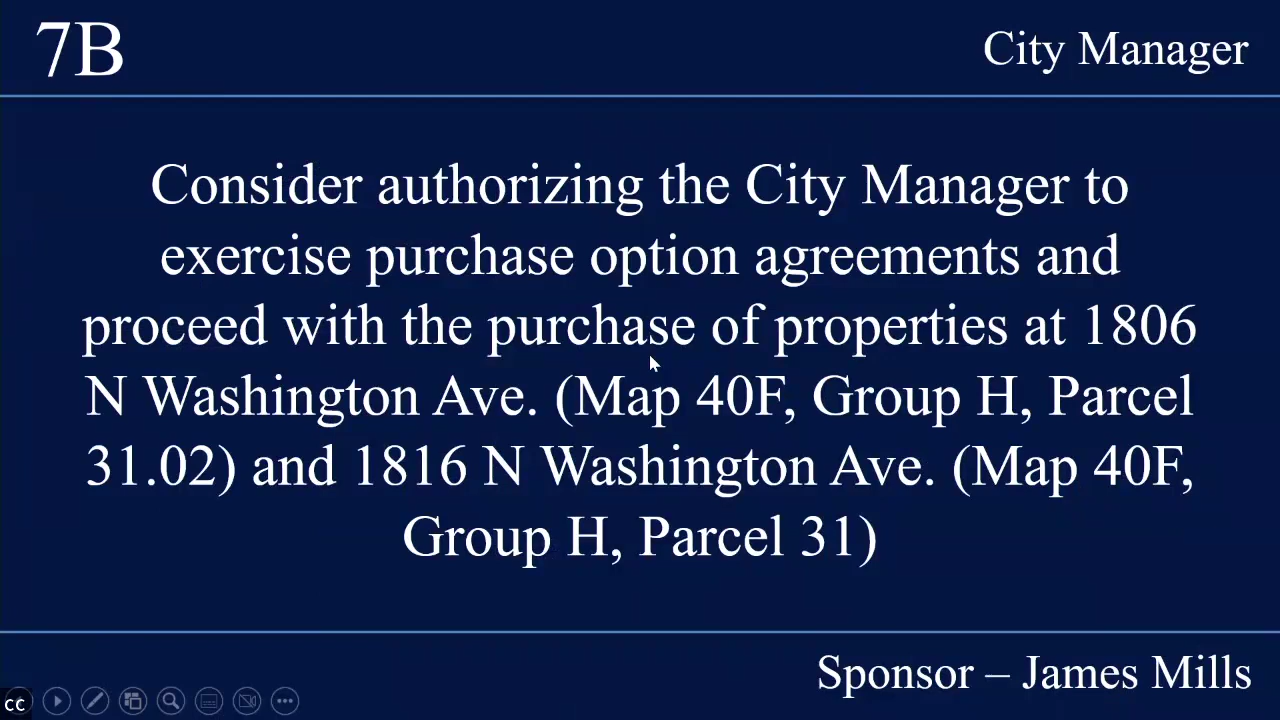 7B
City Manager
Consider authorizing the City Manager to
exercise purchase option agreements and
proceed with the purchase of properties at 1806
N Washington Ave. (Map 40F, Group H, Parcel
31.02) and 1816 N Washington Ave. (Map 40F,
Group H, Parcel 31)
Sponsor – James Mills
CC